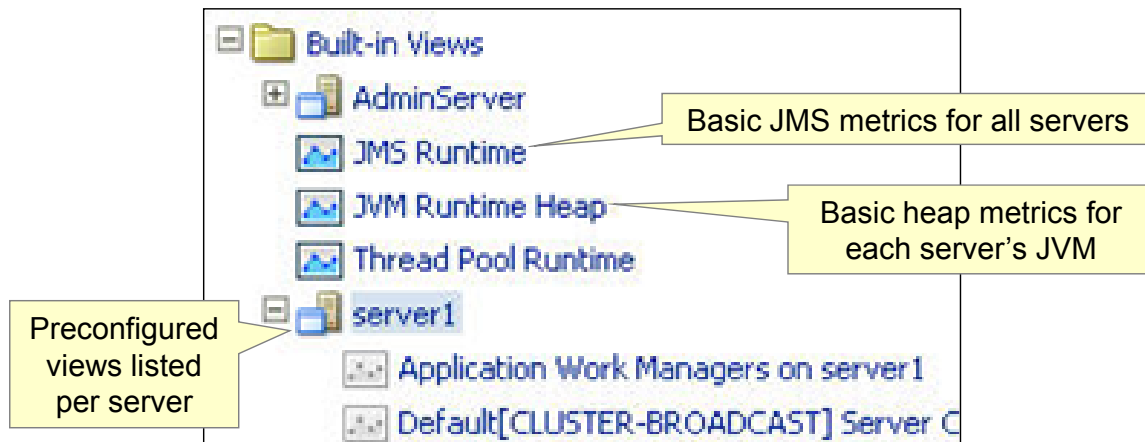 Built-in Views
AdminServer
Basic JMS metrics for all servers
JMS Runtime
JVM Runtime Heap
Basic heap metrics for
each server's JVM
Thread Pool Runtime
server1
Preconfigured
views listed
per server
Application Work Managers on server1
Default[CLUSTER-BROADCAST] Server C